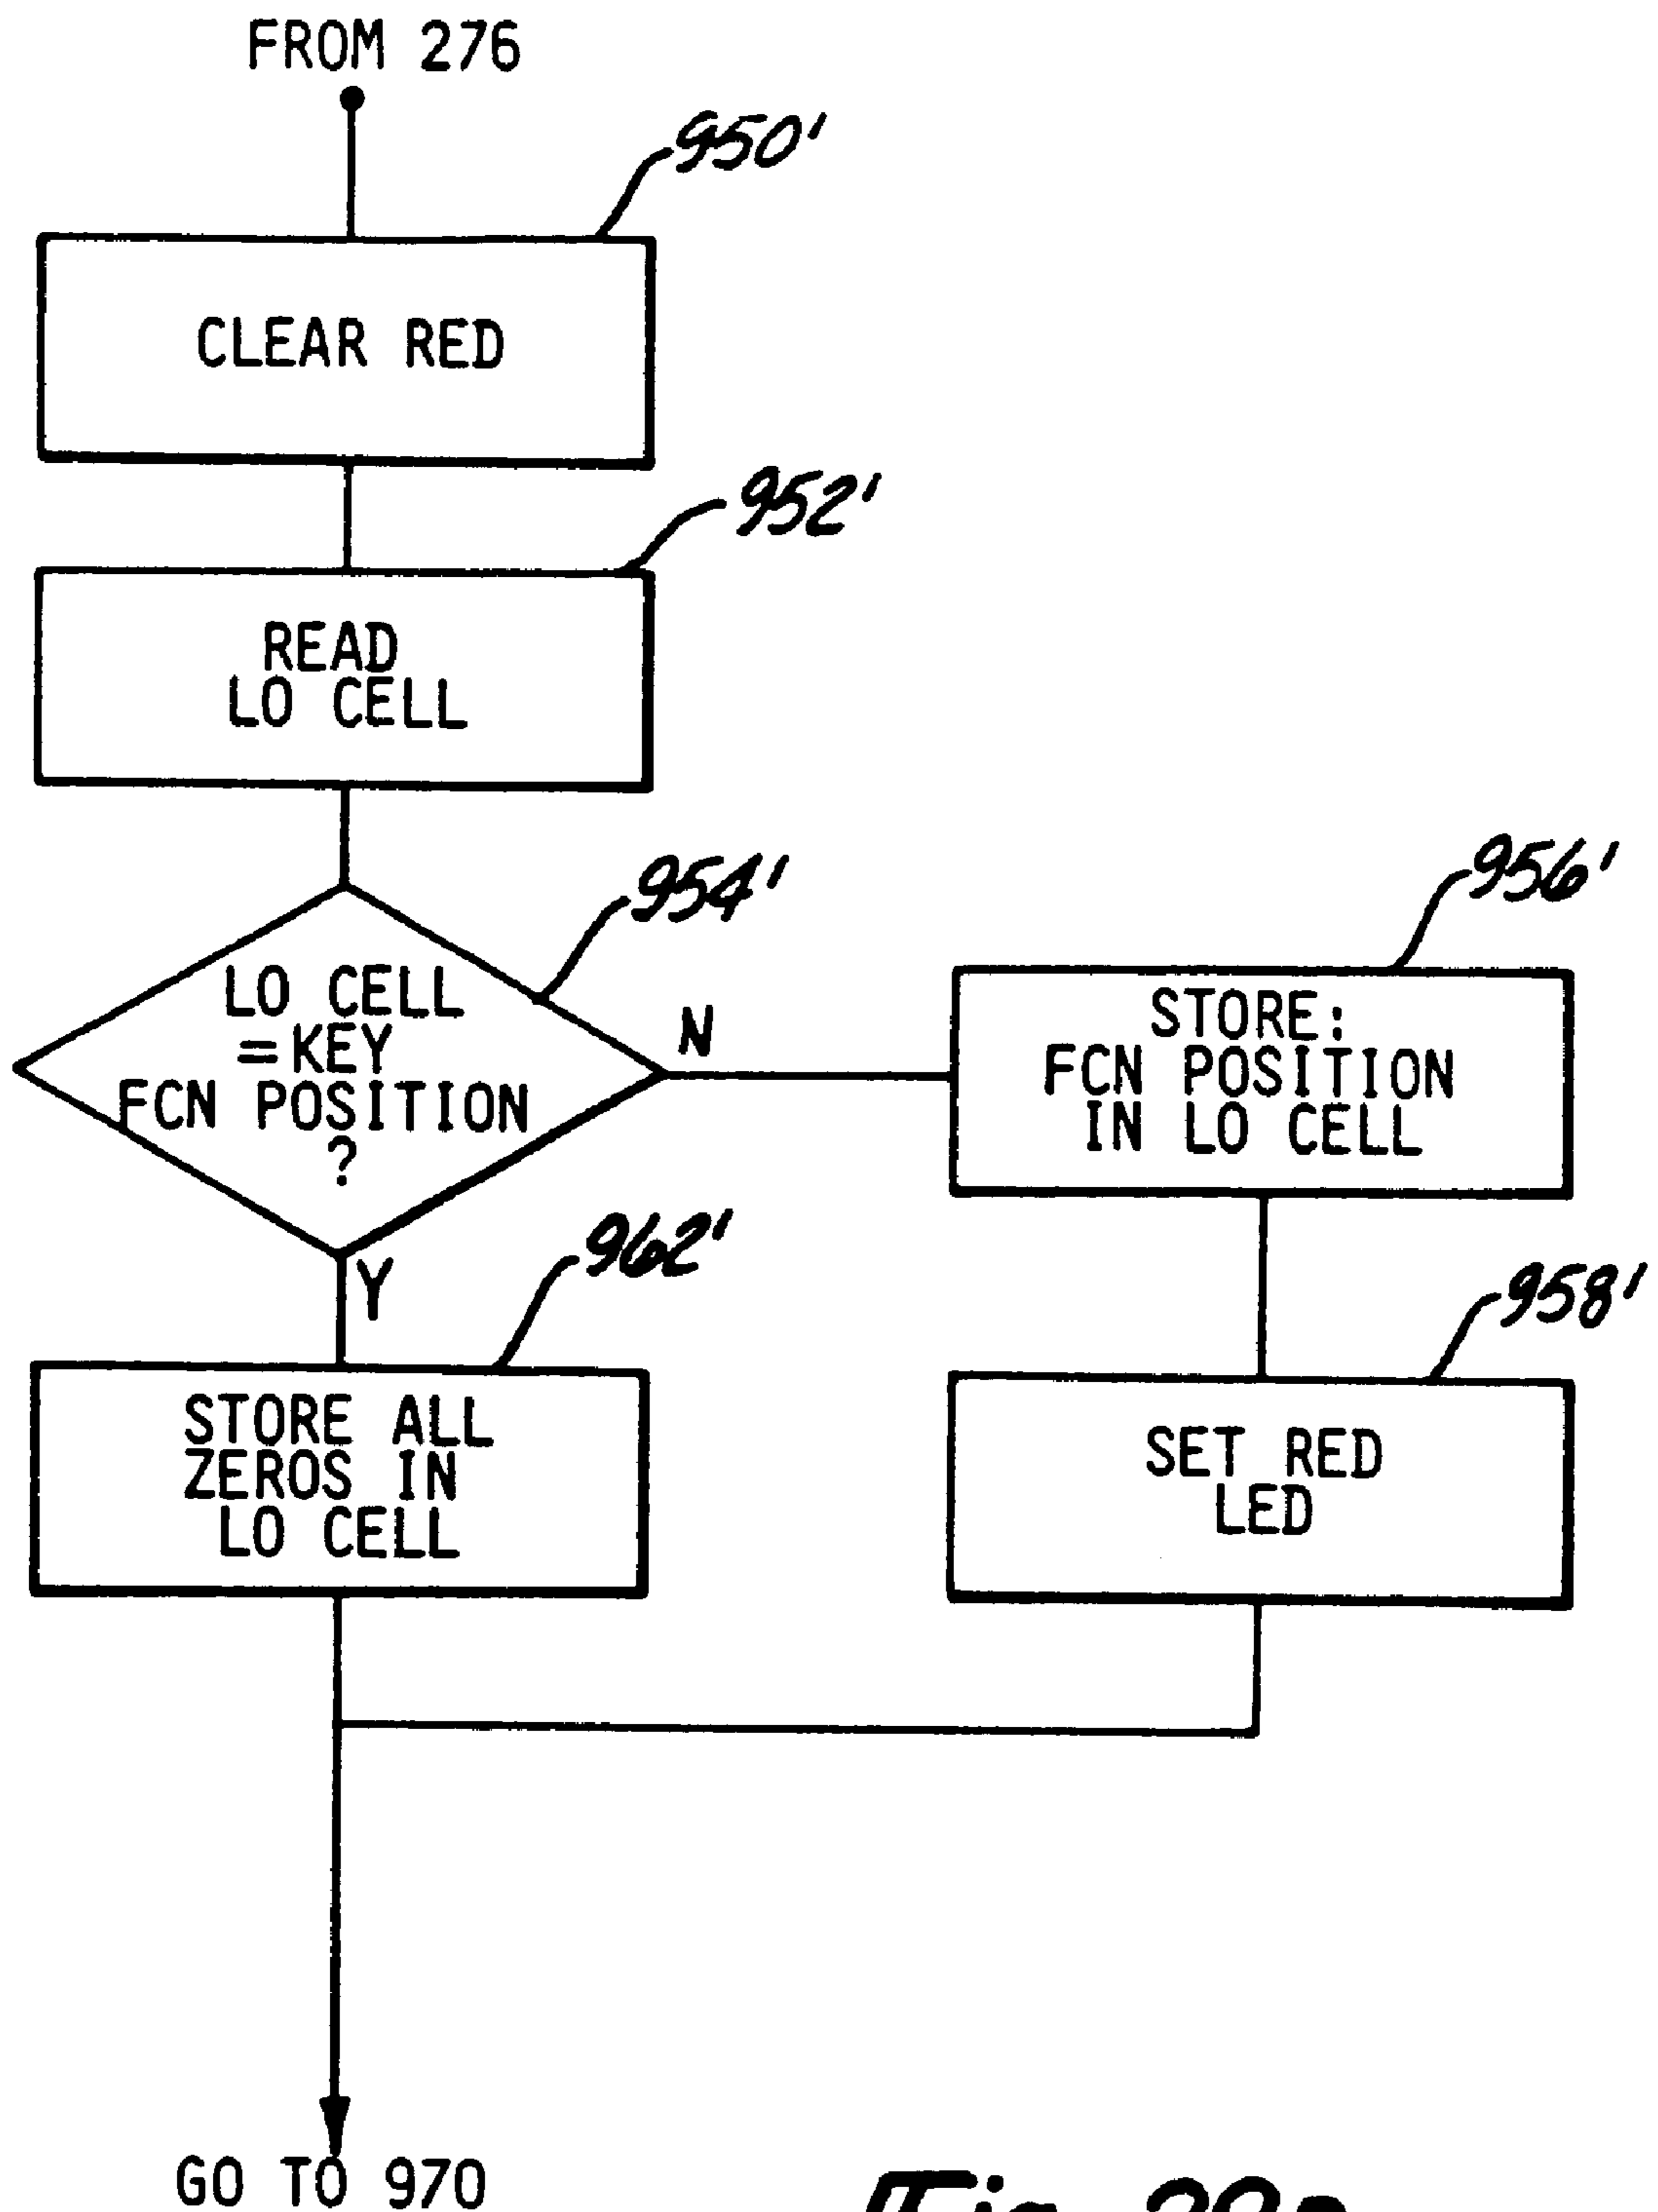 FROM 276
950'
CLEAR RED
952'
READ
LO CELL
954'
LO CELL
=KEY
FCN POSITION
?
N
956'
STORE:
FCN POSITION
IN LO CELL
Y
962'
958'
STORE ALL
ZEROS IN
LO CELL
SET RED
LED
GO TO 970